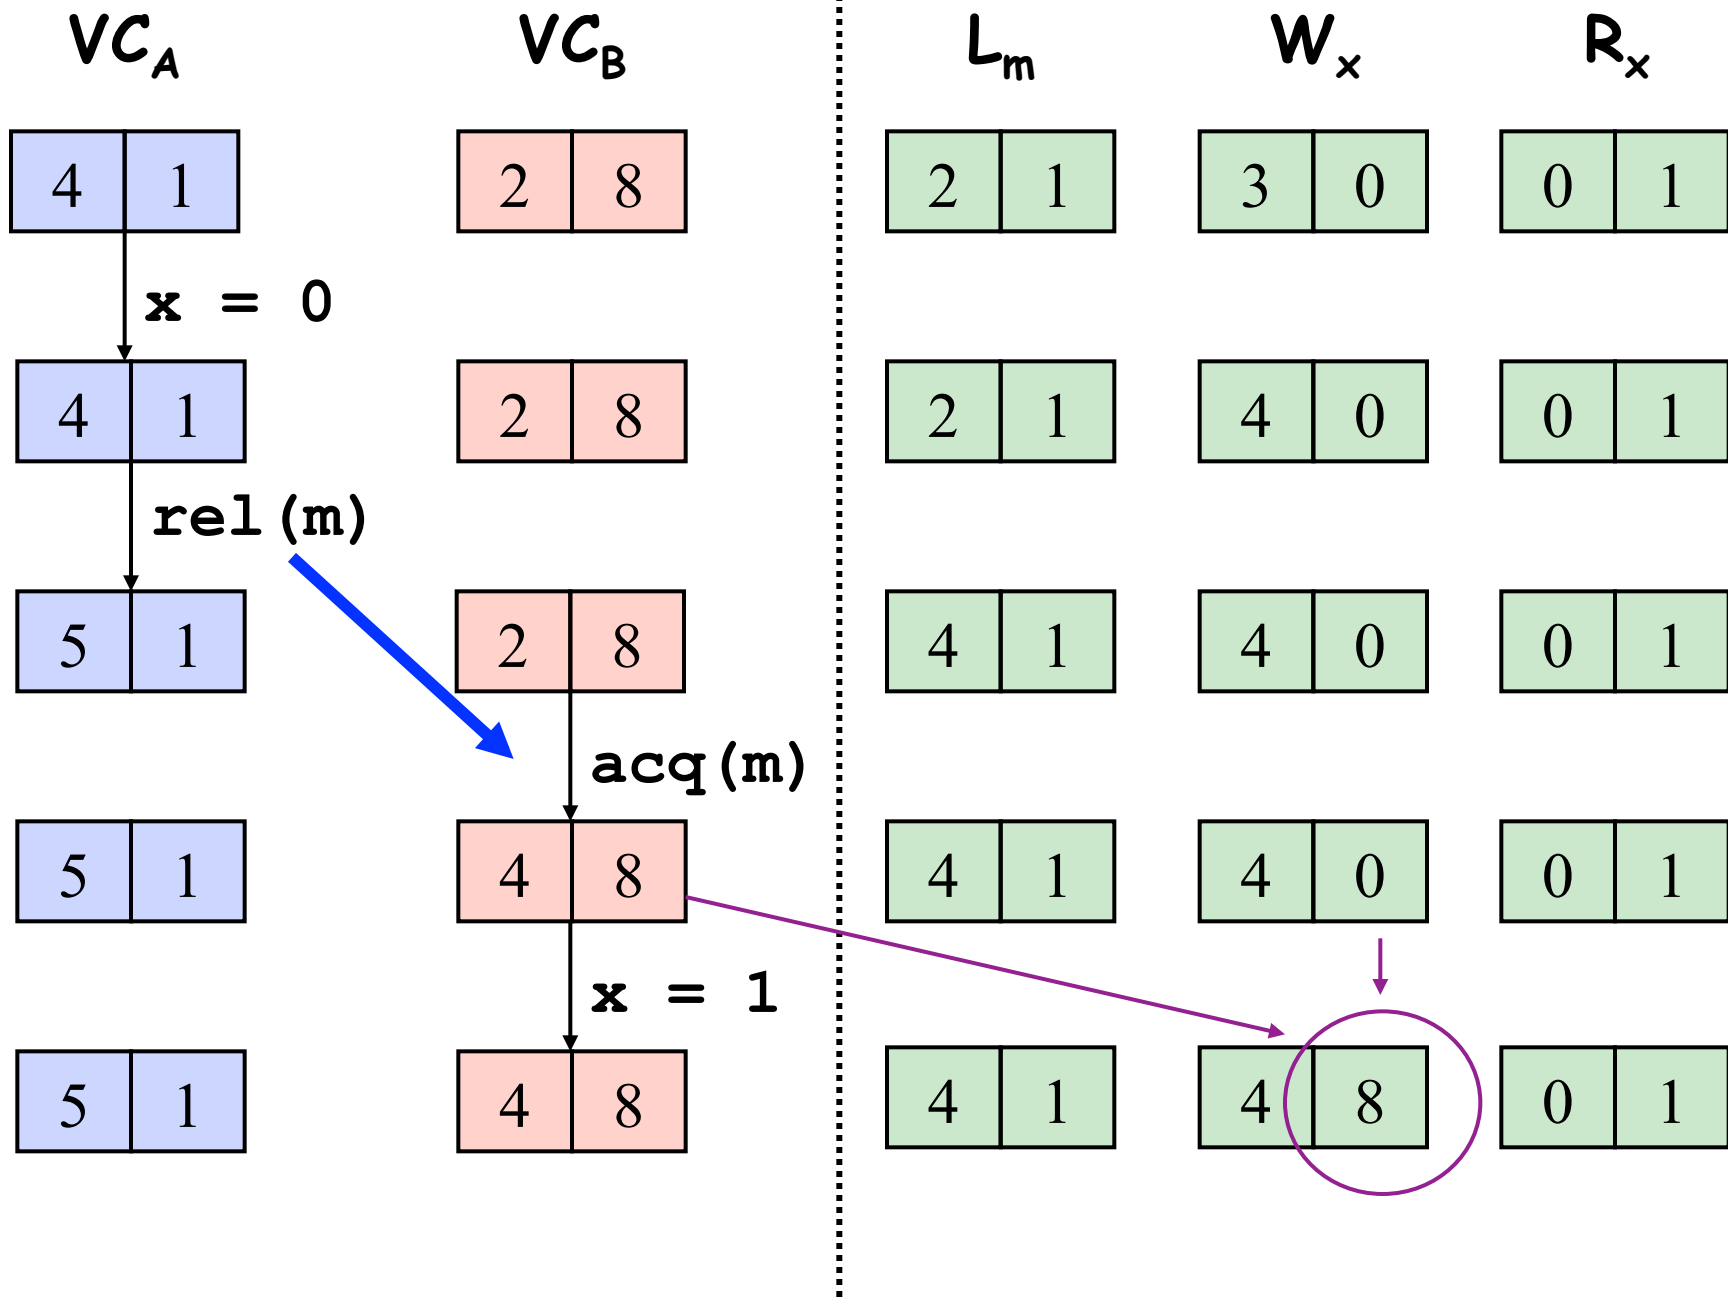 VCA VCB Lm Wx Rx
4 1 2 8 2 1 3 0 0 1
x = 0
4 1 2 8 2 1 4 0 0 1
rel(m)
5 1 2 8 4 1 4 0 0 1
acq(m)
5 1 4 8 4 1 4 0 0 1
x = 1
5 1 4 8 4 1 4 8 0 1